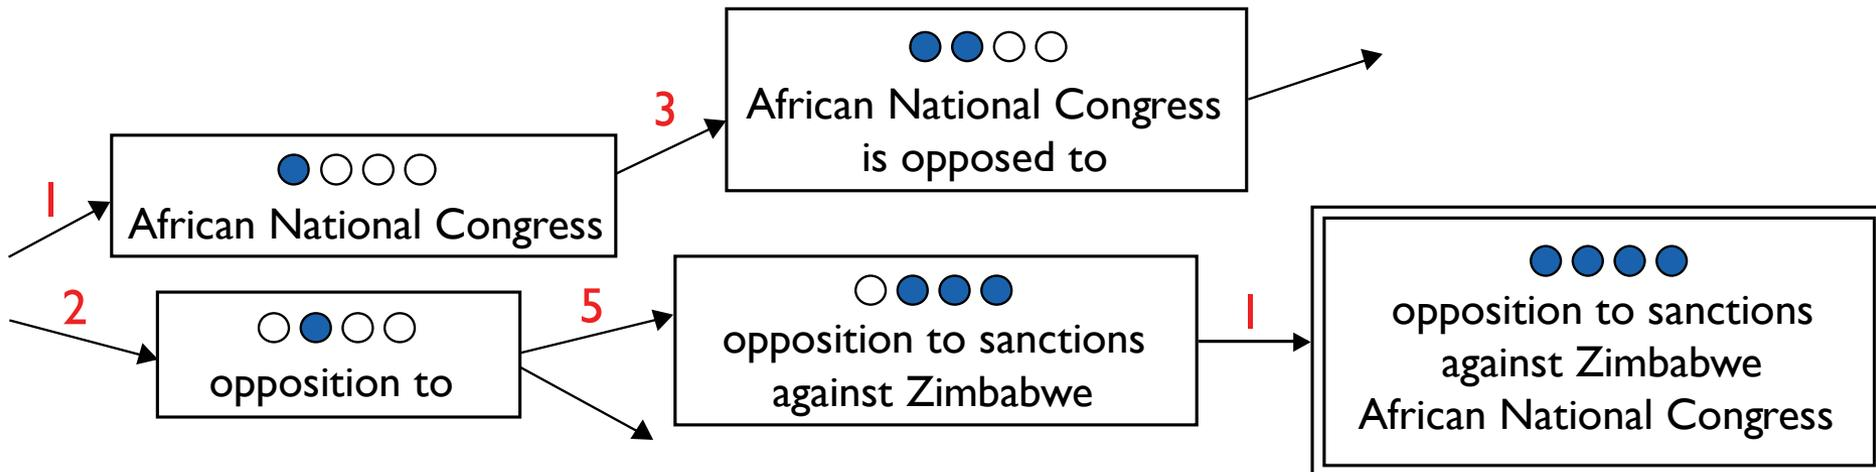 African National Congress
is opposed to
3
1
African National Congress
2
opposition to
5
opposition to sanctions
against Zimbabwe
1
opposition to sanctions
against Zimbabwe
African National Congress